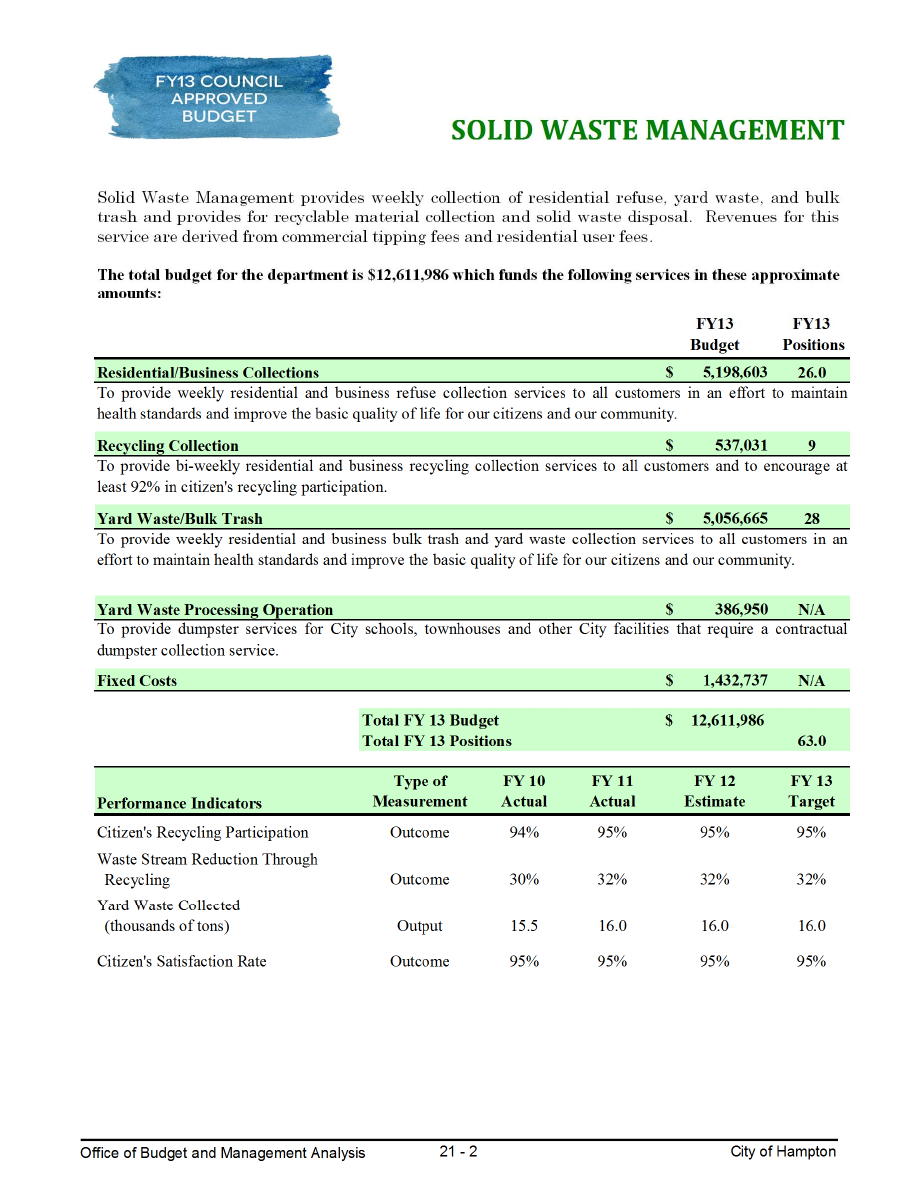 FY13 COUNCIL
APPROVED
BUDGET
SOLID WASTE MANAGEMENT
Solid Waste Management provides weekly collection of residential refuse, yard waste, and bulk
trash and provides for recyclable material collection and solid waste disposal. Revenues for this
service are derived from commercial tipping fees and residential user fees.
The total budget for the department is $12,611,986 which funds the following services in these approximate
amounts:
FY13 FY13
Budget Positions
Residential/Business Collections $ 5,198,603 26.0
To provide weekly residential and business refuse collection services to all customers in an effort to maintain
health standards and improve the basic quality of life for our citizens and our community.
Recycling Collection $ 537,031 9
To provide bi-weekly residential and business recycling collection services to all customers and to encourage at
least 92% in citizen's recycling participation.
Yard Waste/Bulk Trash $ 5,056,665 28
To provide weekly residential and business bulk trash and yard waste collection services to all customers in an
effort to maintain health standards and improve the basic quality of life for our citizens and our community.
Yard Waste Processing Operation $ 386,950 N/A
To provide dumpster services for City schools, townhouses and other City facilities that require a contractual
dumpster collection service.
Fixed Costs $ 1,432,737 N/A
Total FY 13 Budget $ 12,611,986
Total FY 13 Positions 63.0
Type of FY 10 FY 11 FY 12 FY 13
Performance Indicators Measurement Actual Actual Estimate Target
Citizen's Recycling Participation Outcome 94% 95% 95% 95%
Waste Stream Reduction Through
Recycling Outcome 30% 32% 32% 32%
Yard Waste Collected
(thousands of tons) Output 15.5 16.0 16.0 16.0
Citizen's Satisfaction Rate Outcome 95% 95% 95% 95%
Office of Budget and Management Analysis 21 - 2 City of Hampton